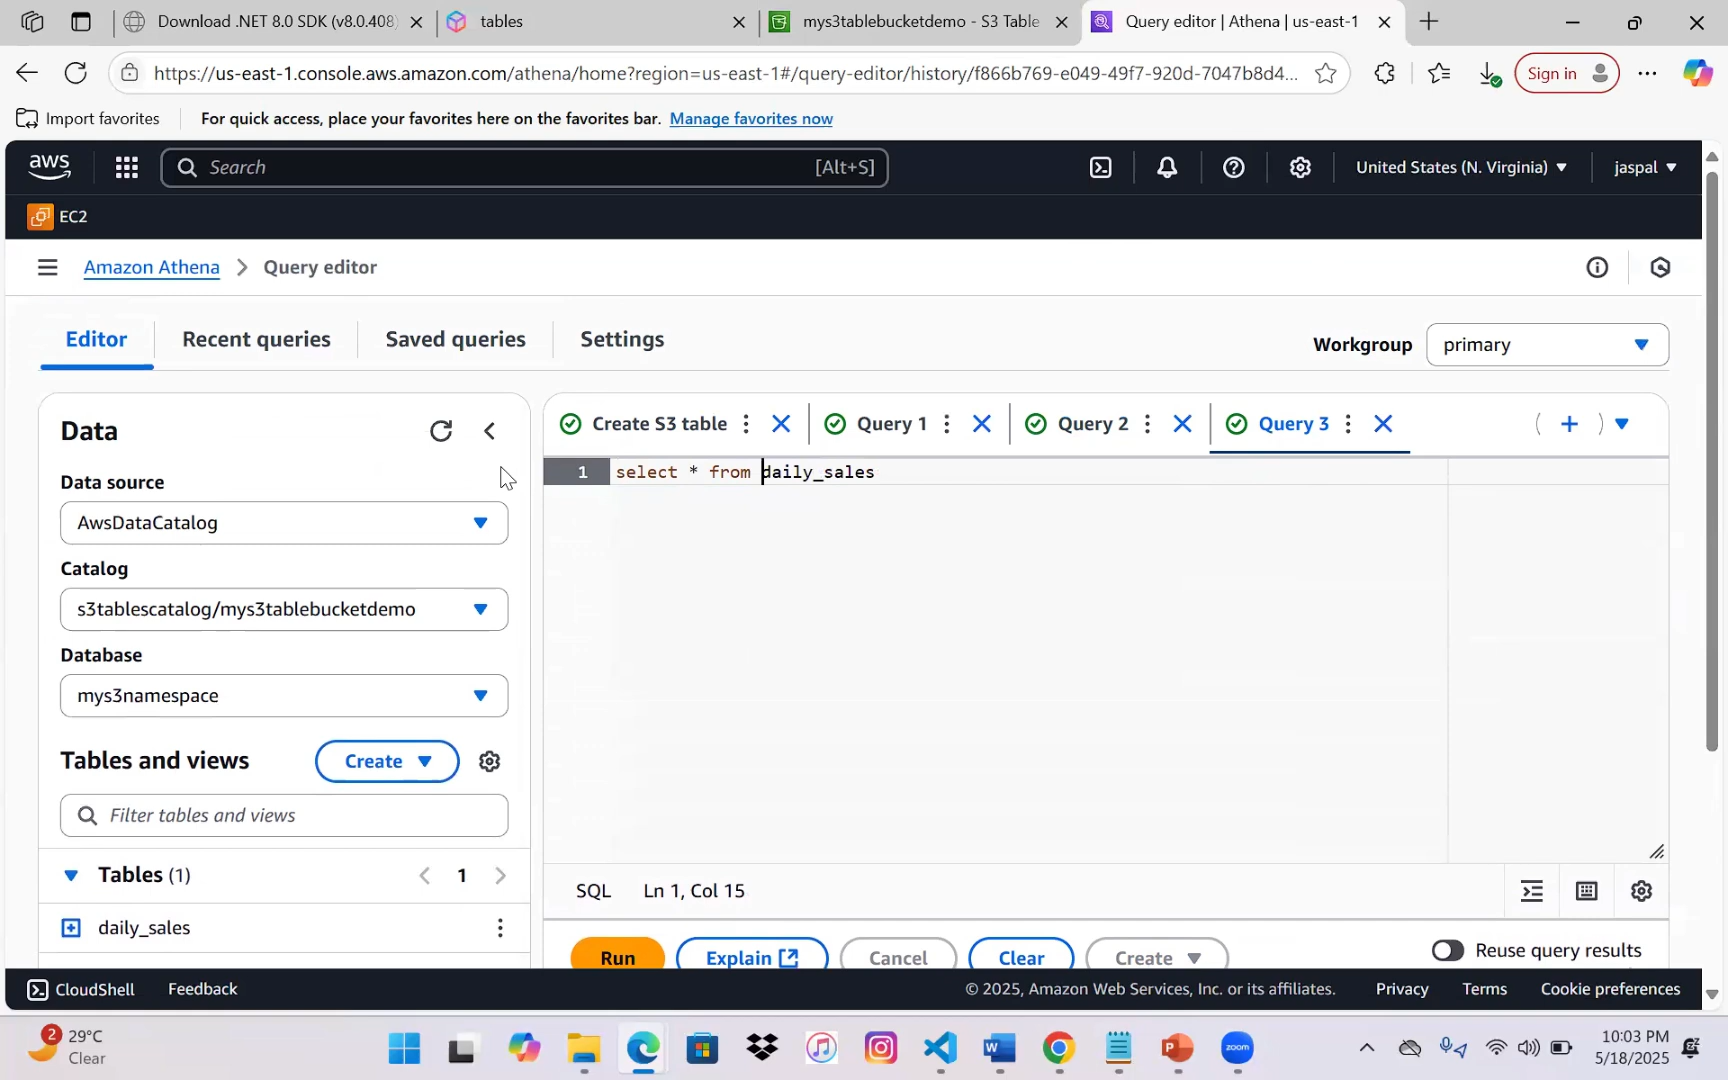 Download .NET 8.0 SDK (v8.0.408)
tables
mys3tablebucketdemo - S3 Table
Query editor | Athena | us-east-1
https://us-east-1.console.aws.amazon.com/athena/home?region=us-east-1#/query-editor/history/f866b769-e049-49f7-920d-7047b8d4...
Sign in
Import favorites
For quick access, place your favorites here on the favorites bar. Manage favorites now
aws
Search
[Alt+S]
United States (N. Virginia)
jaspal
EC2
Amazon Athena
Query editor
Editor
Recent queries
Saved queries
Settings
Workgroup
primary
Data
Data source
AwsDataCatalog
Catalog
s3tablescatalog/mys3tablebucketdemo
Database
mys3namespace
Tables and views
Create
Filter tables and views
Tables (1)
1
daily_sales
Create S3 table
Query 1
Query 2
Query 3
1
select * from daily_sales
SQL
Ln 1, Col 15
Run
Explain
Cancel
Clear
Create
Reuse query results
CloudShell
Feedback
© 2025, Amazon Web Services, Inc. or its affiliates.
Privacy
Terms
Cookie preferences
2
29°C
Clear
zoom
10:03 PM
5/18/2025